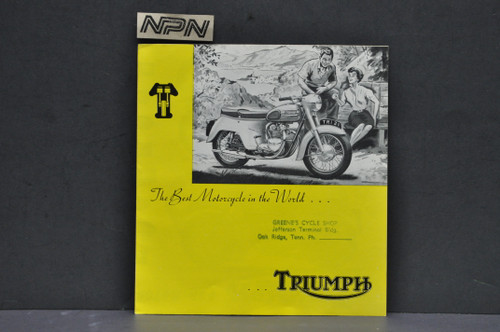 NPN
The Best Motorcycle in the World . . .
GREENE'S CYCLE SHOP
Jefferson Terminal Bldg.
Oak Ridge, Tenn. Ph.
. . . TRIUMPH